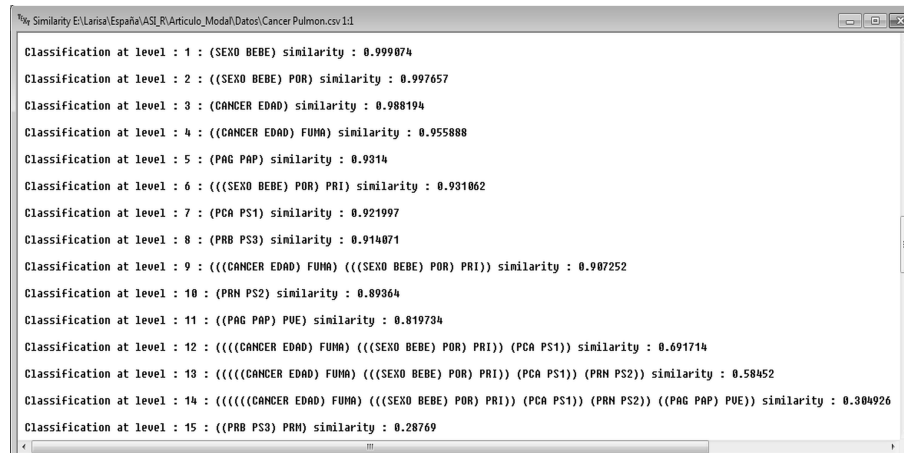 Similarity E:\Larisa\España\ASI_R\Articulo_Modal\Datos\Cancer Pulmon.csv 1:1
Classification at level : 1 : (SEXO BEBE) similarity : 0.999074
Classification at level : 2 : ((SEXO BEBE) POR) similarity : 0.997657
Classification at level : 3 : (CANCER EDAD) similarity : 0.988194
Classification at level : 4 : ((CANCER EDAD) FUMA) similarity : 0.955888
Classification at level : 5 : (PAG PAP) similarity : 0.9314
Classification at level : 6 : (((SEXO BEBE) POR) PRI) similarity : 0.931062
Classification at level : 7 : (PCA PS1) similarity : 0.921997
Classification at level : 8 : (PRB PS3) similarity : 0.914071
Classification at level : 9 : (((CANCER EDAD) FUMA) (((SEXO BEBE) POR) PRI)) similarity : 0.907252
Classification at level : 10 : (PRN PS2) similarity : 0.89364
Classification at level : 11 : ((PAG PAP) PVE) similarity : 0.819734
Classification at level : 12 : ((((CANCER EDAD) FUMA) (((SEXO BEBE) POR) PRI)) (PCA PS1)) similarity : 0.691714
Classification at level : 13 : (((((CANCER EDAD) FUMA) (((SEXO BEBE) POR) PRI)) (PCA PS1)) (PRN PS2)) similarity : 0.58452
Classification at level : 14 : ((((((CANCER EDAD) FUMA) (((SEXO BEBE) POR) PRI)) (PCA PS1)) (PRN PS2)) ((PAG PAP) PVE)) similarity : 0.304926
Classification at level : 15 : ((PRB PS3) PRM) similarity : 0.28769